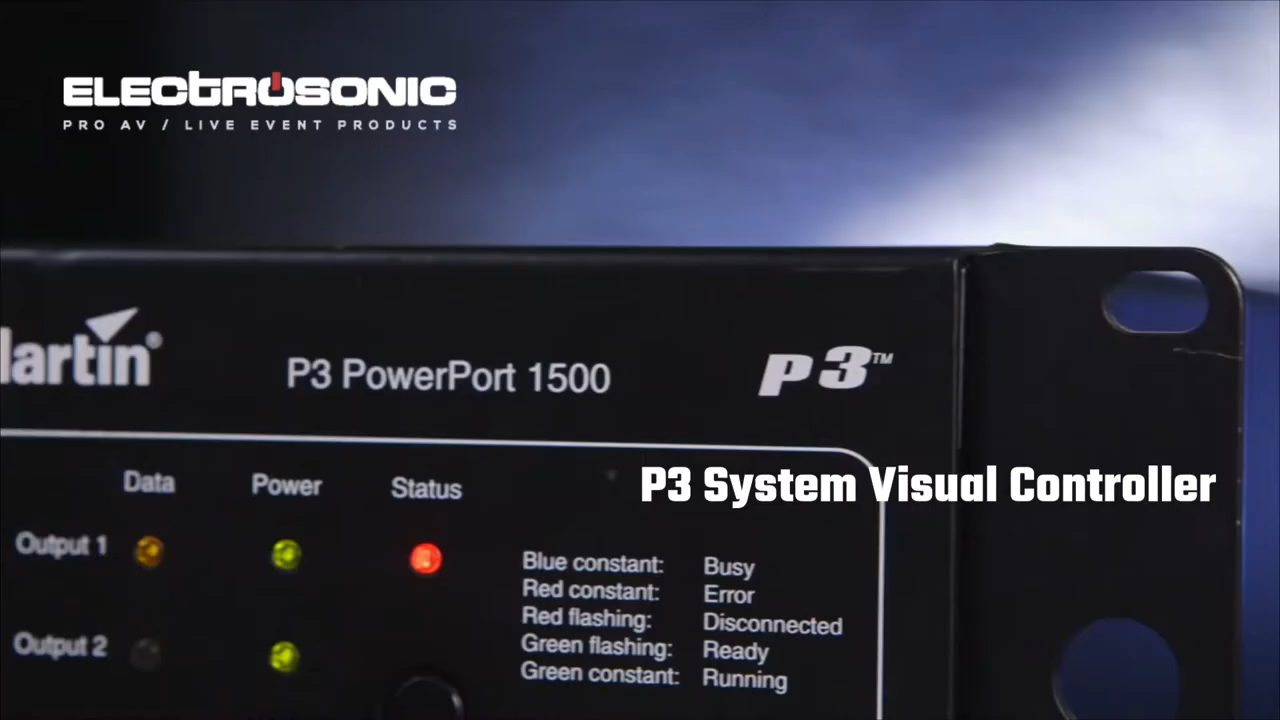 ELECTROSONIC
PRO AV / LIVE EVENT PRODUCTS
Martin®
P3 PowerPort 1500
P3™
P3 System Visual Controller
Data
Power
Status
Output 1
Output 2
Blue constant: Busy
Red constant: Error
Red flashing: Disconnected
Green flashing: Ready
Green constant: Running